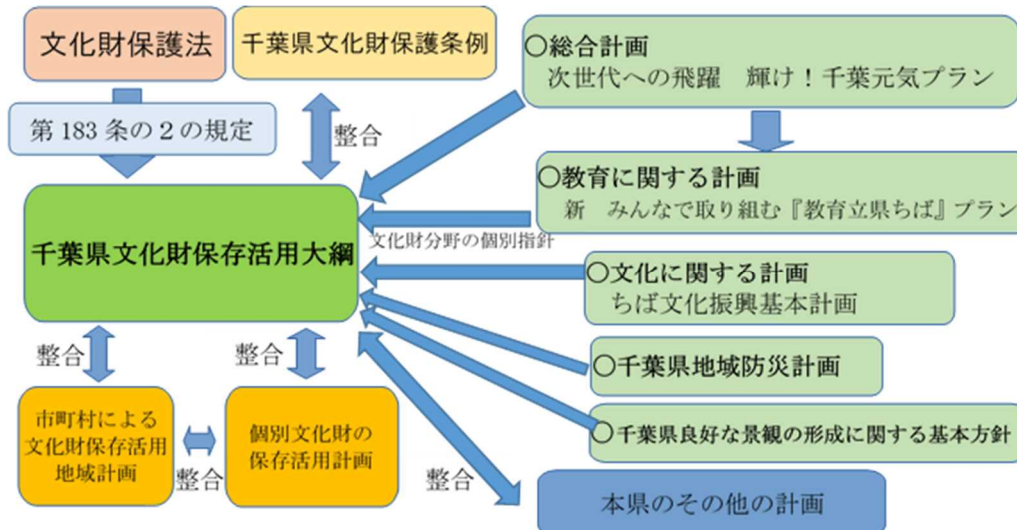 文化財保護法
千葉県文化財保護条例
〇総合計画
次世代への飛躍　輝け！千葉元気プラン
第 183 条の２の規定
整合
〇教育に関する計画
新　みんなで取り組む『教育立県ちば』プラン
文化財分野の個別指針
千葉県文化財保存活用大綱
〇文化に関する計画
ちば文化振興基本計画
整合
整合
〇千葉県地域防災計画
市町村による
文化財保存活用
地域計画
整合
個別文化財の
保存活用計画
〇千葉県良好な景観の形成に関する基本方針
整合
本県のその他の計画